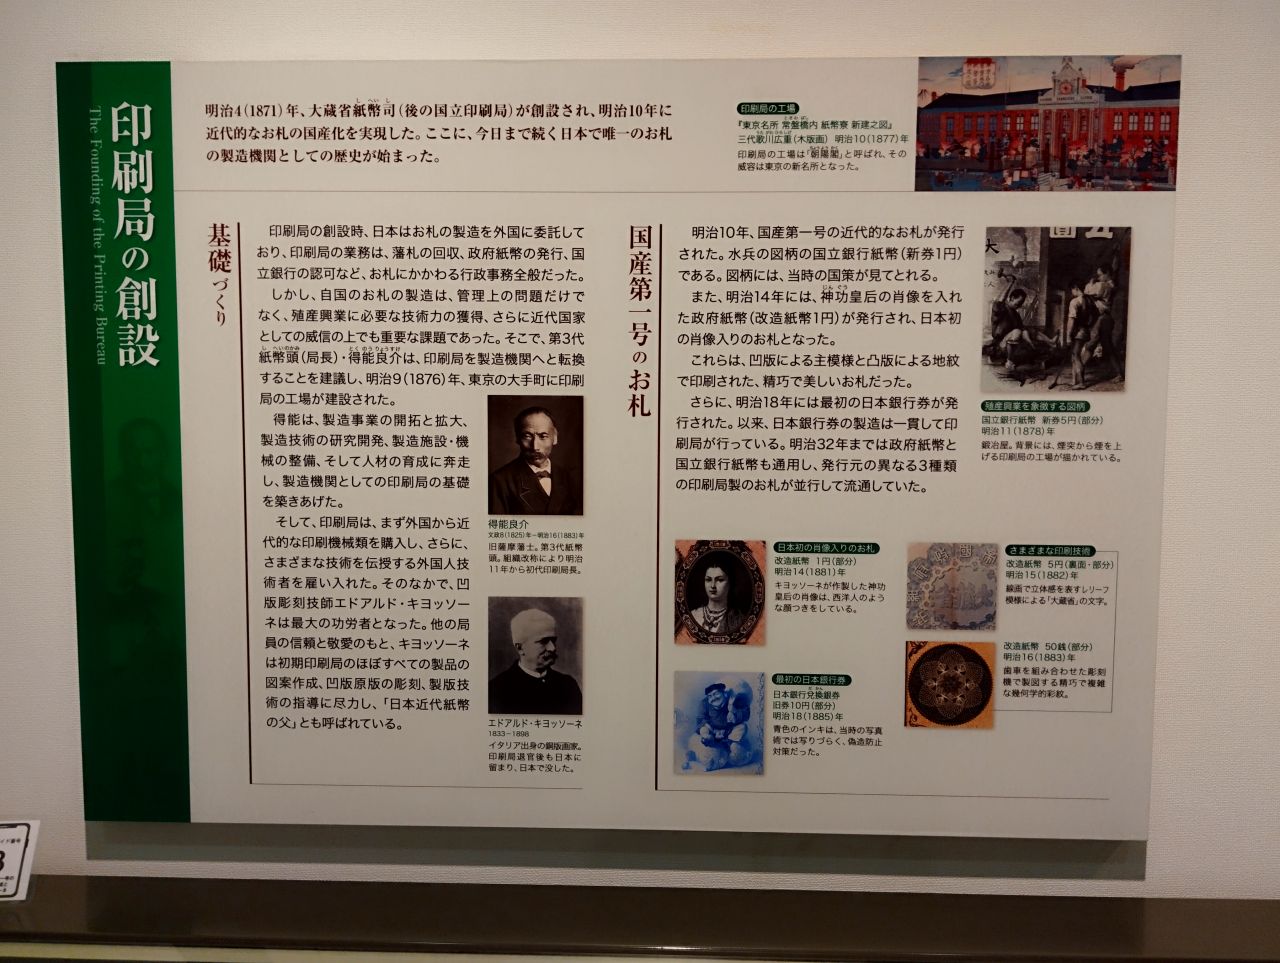 印刷局の創設
The Founding of the Printing Bureau
明治4(1871)年、大蔵省紙幣司(後の国立印刷局)が創設され、明治10年に
近代的なお札の国産化を実現した。ここに、今日まで続く日本で唯一のお札
の製造機関としての歴史が始まった。
印刷局の工場
『東京名所 常盤橋内 紙幣寮 新建之図』
三代歌川広重(木版画) 明治10(1877)年
印刷局の工場は「朝陽閣」と呼ばれ、その
威容は東京の新名所となった。
基礎づくり
印刷局の創設時、日本はお札の製造を外国に委託して
おり、印刷局の業務は、藩札の回収、政府紙幣の発行、国
立銀行の認可など、お札にかかわる行政事務全般だった。
しかし、自国のお札の製造は、管理上の問題だけで
なく、殖産興業に必要な技術力の獲得、さらに近代国家
としての威信の上でも重要な課題であった。そこで、第3代
紙幣頭(局長)・得能良介は、印刷局を製造機関へと転換
することを建議し、明治9(1876)年、東京の大手町に印刷
局の工場が建設された。
得能は、製造事業の開拓と拡大、
製造技術の研究開発、製造施設・機
械の整備、そして人材の育成に奔走
し、製造機関としての印刷局の基礎
を築きあげた。
そして、印刷局は、まず外国から近
代的な印刷機械類を購入し、さらに、
さまざまな技術を伝授する外国人技
術者を雇い入れた。そのなかで、凹
版彫刻技師エドアルド・キヨッソー
ネは最大の功労者となった。他の局
員の信頼と敬愛のもと、キヨッソーネ
は初期印刷局のほぼすべての製品の
図案作成、凹版原版の彫刻、製版技
術の指導に尽力し、「日本近代紙幣
の父」とも呼ばれている。
得能良介
文政8(1825)年−明治16(1883)年
旧薩摩藩士。第3代紙幣
頭。組織改称により明治
11年から初代印刷局長。
エドアルド・キヨッソーネ
1833−1898
イタリア出身の銅版画家。
印刷局退官後も日本に
留まり、日本で没した。
国産第一号のお札
明治10年、国産第一号の近代的なお札が発行
された。水兵の図柄の国立銀行紙幣(新券1円)
である。図柄には、当時の国策が見てとれる。
また、明治14年には、神功皇后の肖像を入れ
た政府紙幣(改造紙幣1円)が発行され、日本初
の肖像入りのお札となった。
これらは、凹版による主模様と凸版による地紋
で印刷された、精巧で美しいお札だった。
さらに、明治18年には最初の日本銀行券が発
行された。以来、日本銀行券の製造は一貫して印
刷局が行っている。明治32年までは政府紙幣と
国立銀行紙幣も通用し、発行元の異なる3種類
の印刷局製のお札が並行して流通していた。
殖産興業を象徴する図柄
国立銀行紙幣 新券5円(部分)
明治11(1878)年
鍛冶屋。背景には、煙突から煙を上
げる印刷局の工場が描かれている。
日本初の肖像入りのお札
改造紙幣 1円(部分)
明治14(1881)年
キヨッソーネが作製した神功
皇后の肖像は、西洋人のよう
な顔つきをしている。
さまざまな印刷技術
改造紙幣 5円(裏面・部分)
明治15(1882)年
線画で立体感を表すレリーフ
模様による「大蔵省」の文字。
改造紙幣 50銭(部分)
明治16(1883)年
歯車を組み合わせた彫刻
機で製図する精巧で複雑
な幾何学的彩紋。
最初の日本銀行券
日本銀行兌換銀券
旧券10円(部分)
明治18(1885)年
青色のインキは、当時の写真
術では写りづらく、偽造防止
対策だった。